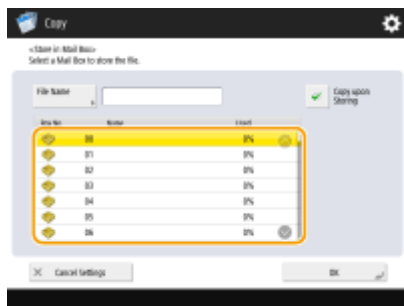 Copy
<Store in Mail Box>
Select a Mail Box to store the file.
File Name
Copy upon
Storing
Box No. Name Used
00 0%
01 0%
02 0%
03 0%
04 0%
05 0%
06 0%
Cancel Settings
OK